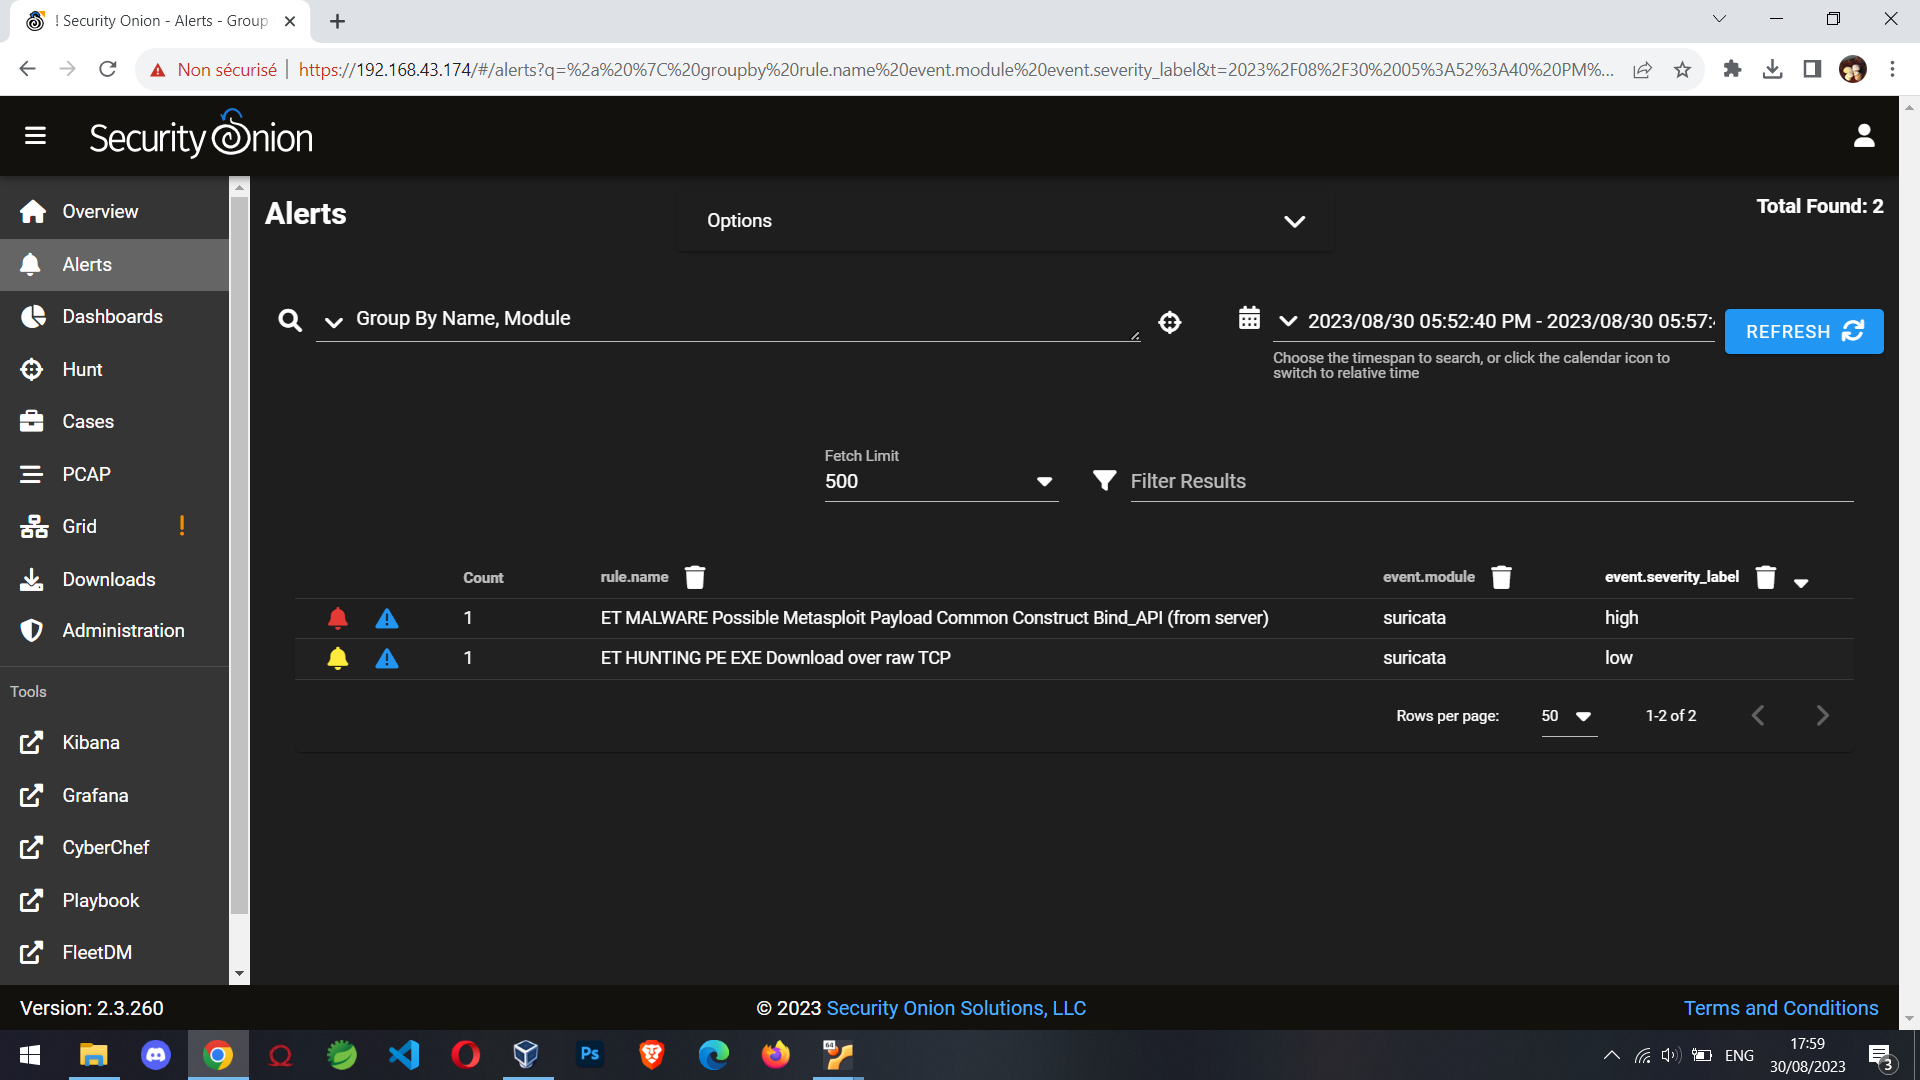 ! Security Onion - Alerts - Group
Non sécurisé
https://192.168.43.174/#/alerts?q=%2a%20%7C%20groupby%20rule.name%20event.module%20event.severity_label&t=2023%2F08%2F30%2005%3A52%3A40%20PM%...
Security Onion
Overview
Alerts
Dashboards
Hunt
Cases
PCAP
Grid
!
Downloads
Administration
Tools
Kibana
Grafana
CyberChef
Playbook
FleetDM
Alerts
Options
Total Found: 2
Group By Name, Module
2023/08/30 05:52:40 PM - 2023/08/30 05:57:
REFRESH
Choose the timespan to search, or click the calendar icon to
switch to relative time
Fetch Limit
500
Filter Results
Count rule.name event.module event.severity_label
1 ET MALWARE Possible Metasploit Payload Common Construct Bind_API (from server) suricata high
1 ET HUNTING PE EXE Download over raw TCP suricata low
Rows per page: 50 1-2 of 2
Version: 2.3.260
© 2023 Security Onion Solutions, LLC
Terms and Conditions
Ps
64
ENG
17:59
30/08/2023
3